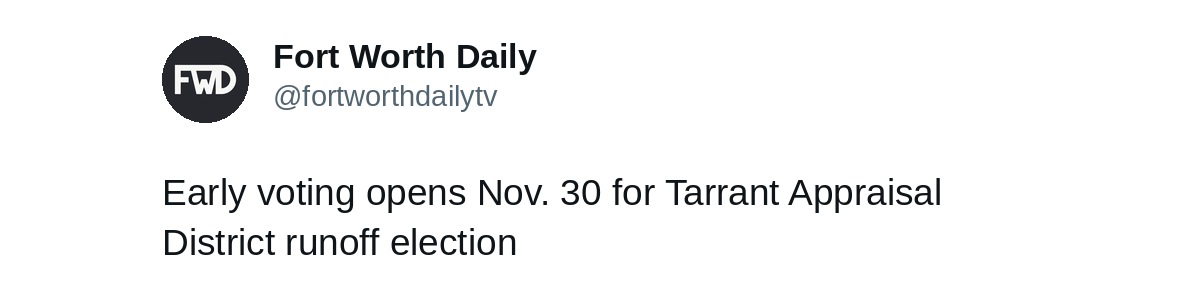 FWD
Fort Worth Daily
@fortworthdailytv
Early voting opens Nov. 30 for Tarrant Appraisal
District runoff election